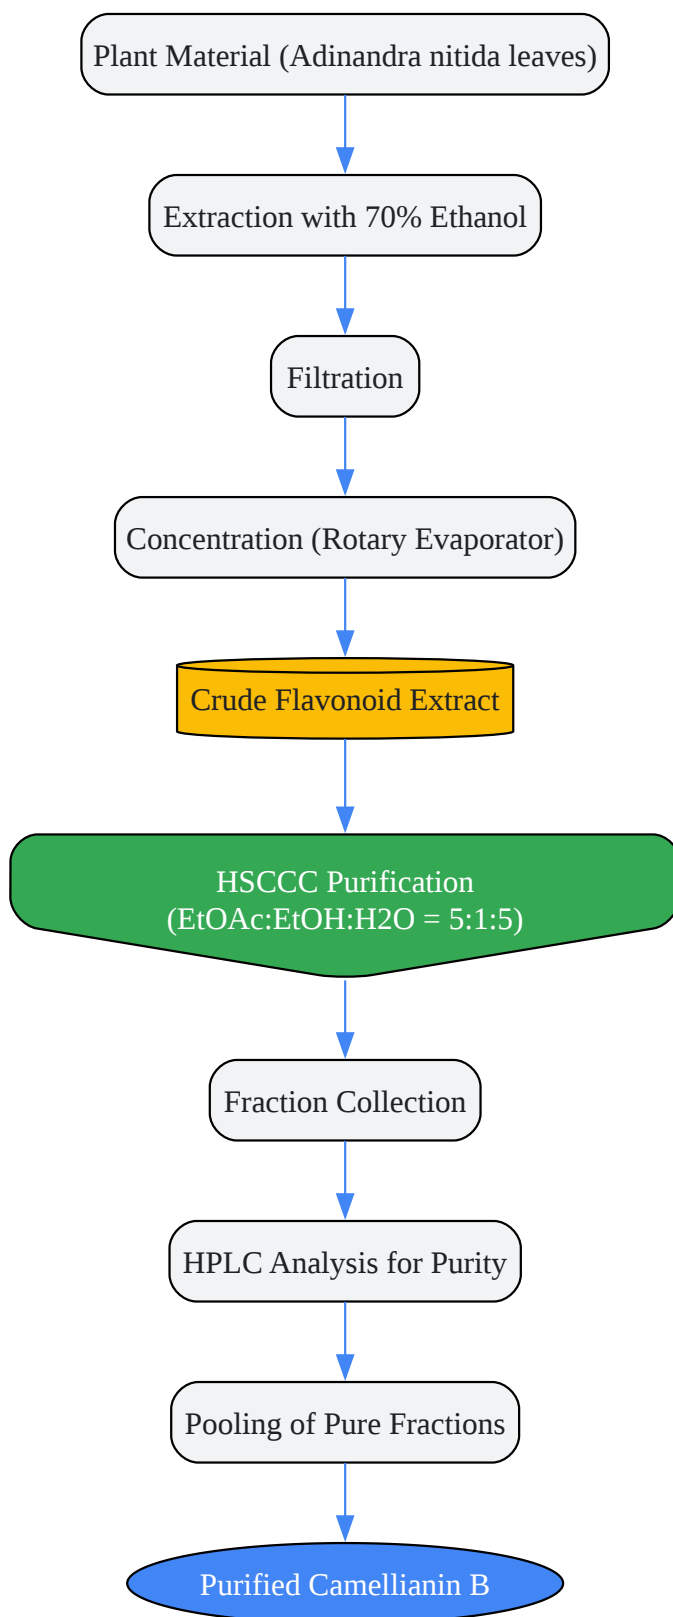 Plant Material (Adinandra nitida leaves)
Extraction with 70% Ethanol
Filtration
Concentration (Rotary Evaporator)
Crude Flavonoid Extract
HSCCC Purification
(EtOAc:EtOH:H2O = 5:1:5)
Fraction Collection
HPLC Analysis for Purity
Pooling of Pure Fractions
Purified Camellianin B